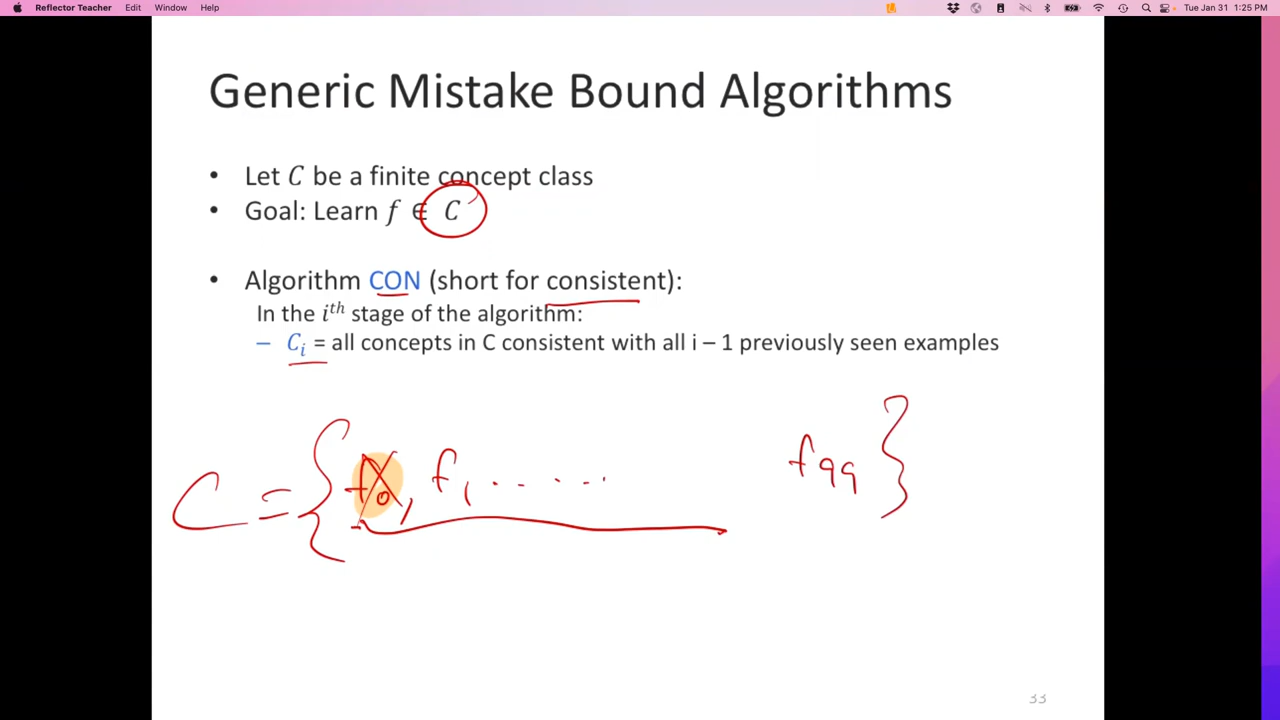 Reflector Teacher Edit Window Help Tue Jan 31 1:25 PM
Generic Mistake Bound Algorithms
• Let C be a finite concept class
• Goal: Learn f ∈ C
• Algorithm CON (short for consistent):
In the iᵗʰ stage of the algorithm:
– Cᵢ = all concepts in C consistent with all i – 1 previously seen examples
C = { f₀, f₁ ...... f₉₉ }
33